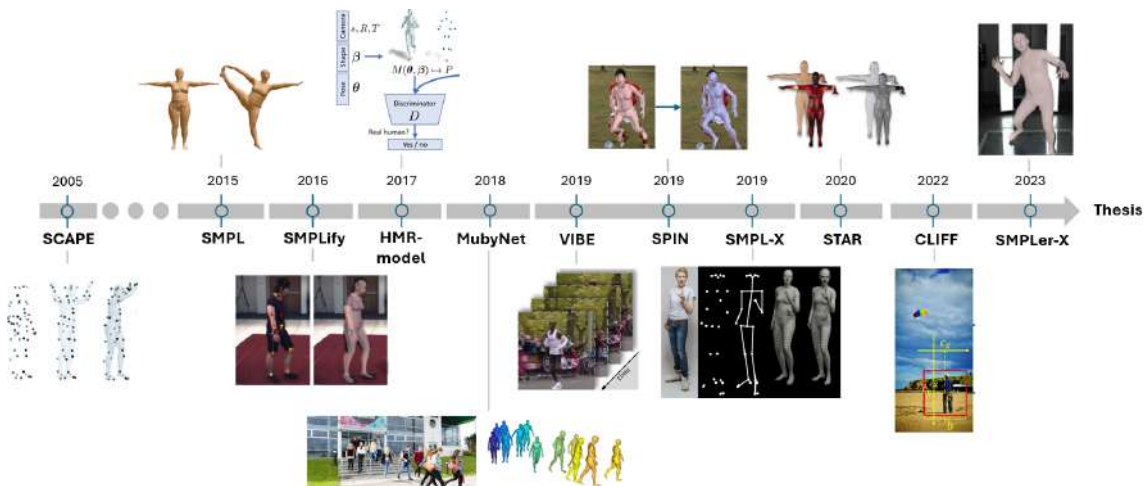 Camera
s, R, T
Shape
β
M(θ, β) ↦ P
Pose
θ
Discriminator
D
Real human?
Yes / no
2005
2015
2016
2017
2018
2019
2019
2019
2020
2022
2023
SCAPE
SMPL
SMPLify
HMR-
model
MubyNet
VIBE
SPIN
SMPL-X
STAR
CLIFF
SMPLer-X
Thesis